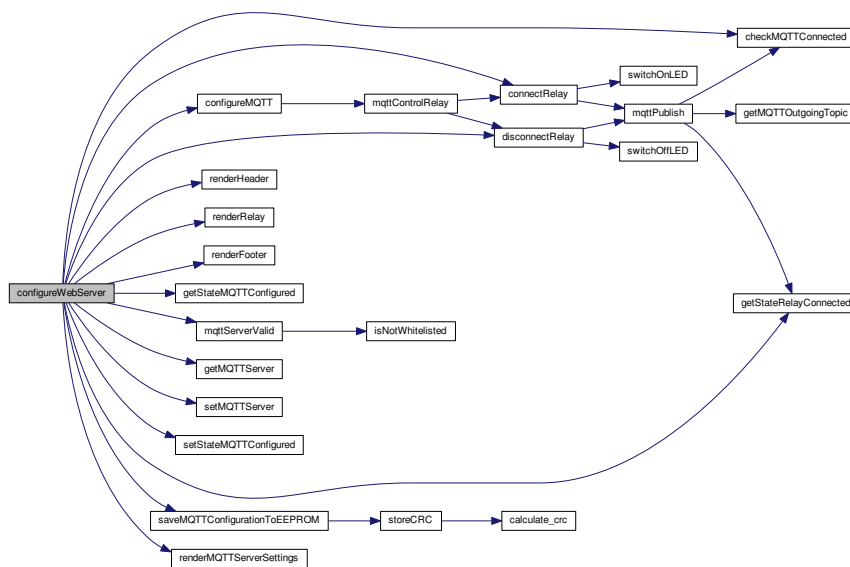 checkMQTTConnected
switchOnLED
connectRelay
configureMQTT
mqttControlRelay
mqttPublish
getMQTTOutgoingTopic
disconnectRelay
switchOffLED
renderHeader
renderRelay
renderFooter
configureWebServer
getStateMQTTConfigured
getStateRelayConnected
mqttServerValid
isNotWhitelisted
getMQTTServer
setMQTTServer
setStateMQTTConfigured
saveMQTTConfigurationToEEPROM
storeCRC
calculate_crc
renderMQTTServerSettings